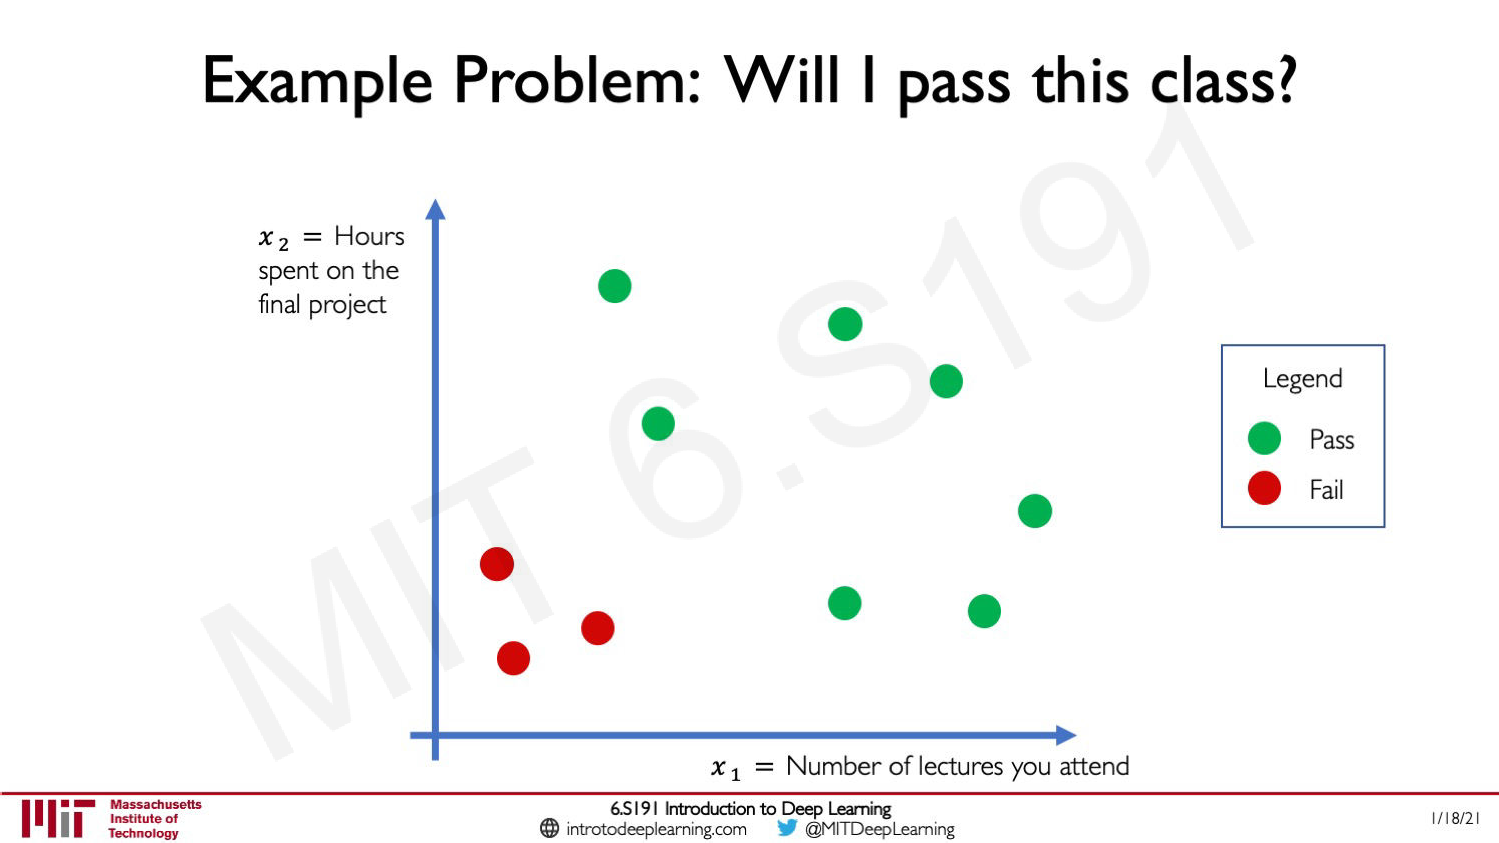 Example Problem: Will I pass this class?
x₂ = Hours
spent on the
final project
MIT 6.S191
Legend
Pass
Fail
x₁ = Number of lectures you attend
Massachusetts
Institute of
Technology
6.S191 Introduction to Deep Learning
introtodeeplearning.com @MITDeepLearning
1/18/21